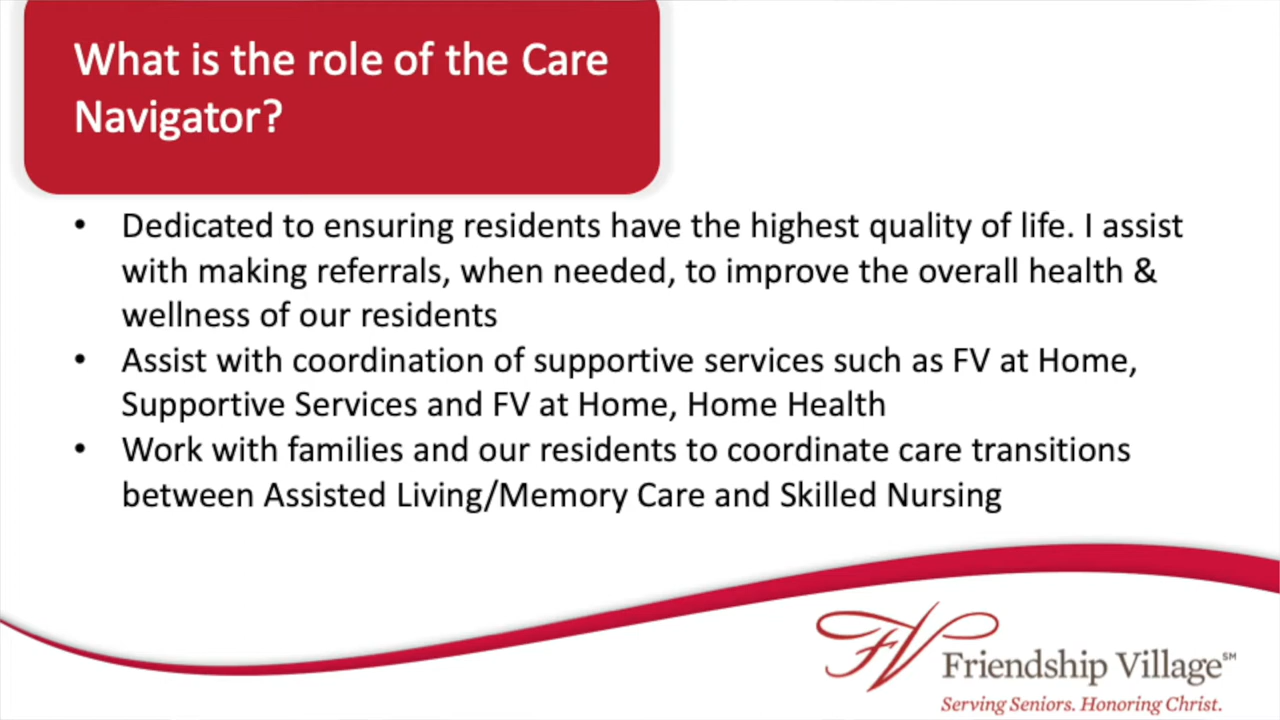 What is the role of the Care
Navigator?
• Dedicated to ensuring residents have the highest quality of life. I assist
with making referrals, when needed, to improve the overall health &
wellness of our residents
• Assist with coordination of supportive services such as FV at Home,
Supportive Services and FV at Home, Home Health
• Work with families and our residents to coordinate care transitions
between Assisted Living/Memory Care and Skilled Nursing
FV
Friendship Village℠
Serving Seniors. Honoring Christ.